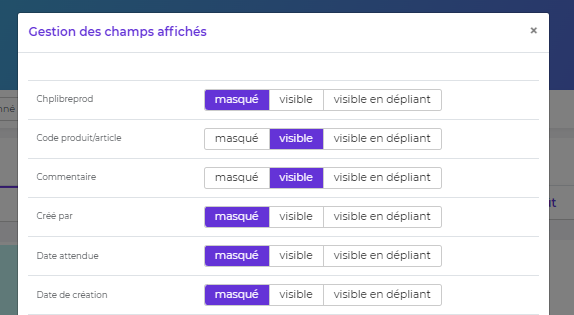 Gestion des champs affichés ×
Chplibreprod masqué visible visible en dépliant
Code produit/article masqué visible visible en dépliant
Commentaire masqué visible visible en dépliant
Créé par masqué visible visible en dépliant
Date attendue masqué visible visible en dépliant
Date de création masqué visible visible en dépliant